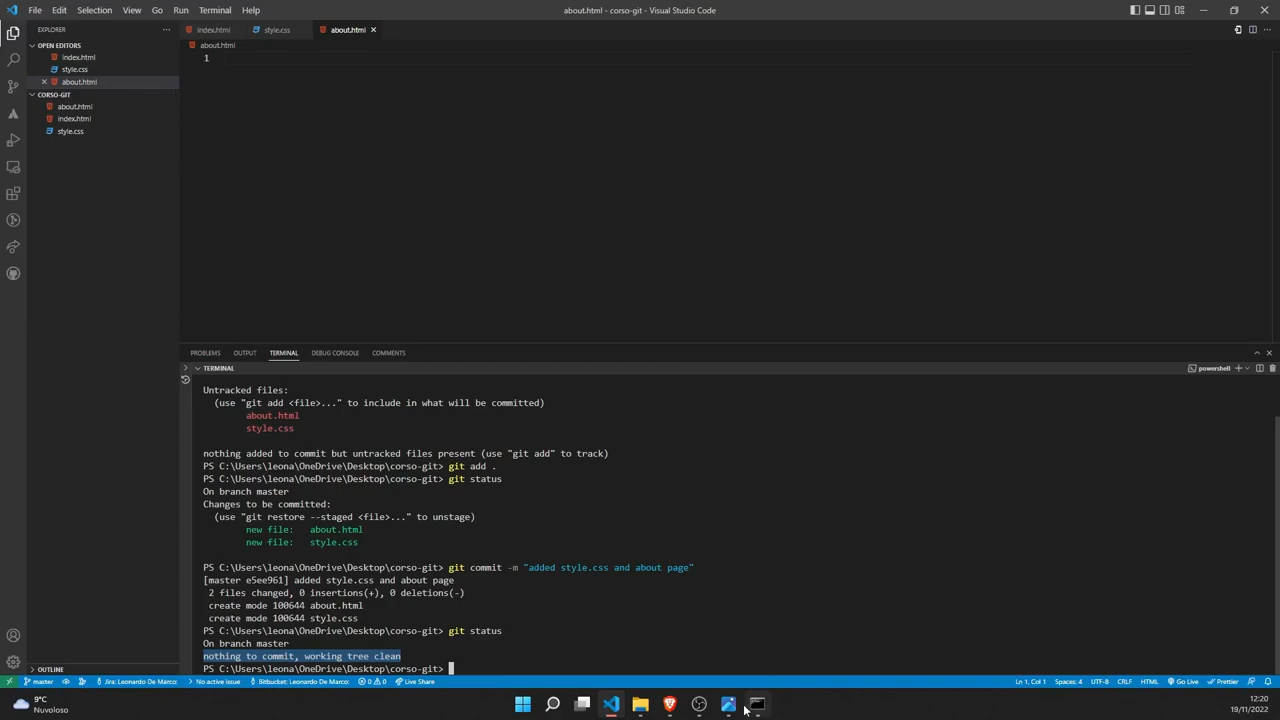 File Edit Selection View Go Run Terminal Help
about.html - corso-git - Visual Studio Code
EXPLORER
OPEN EDITORS
index.html
style.css
about.html
CORSO-GIT
about.html
index.html
style.css
OUTLINE
index.html style.css about.html
about.html
1
PROBLEMS OUTPUT TERMINAL DEBUG CONSOLE COMMENTS
TERMINAL
powershell
Untracked files:
(use "git add <file>..." to include in what will be committed)
about.html
style.css
nothing added to commit but untracked files present (use "git add" to track)
PS C:\Users\leona\OneDrive\Desktop\corso-git> git add .
PS C:\Users\leona\OneDrive\Desktop\corso-git> git status
On branch master
Changes to be committed:
(use "git restore --staged <file>..." to unstage)
new file: about.html
new file: style.css
PS C:\Users\leona\OneDrive\Desktop\corso-git> git commit -m "added style.css and about page"
[master e5ee961] added style.css and about page
2 files changed, 0 insertions(+), 0 deletions(-)
create mode 100644 about.html
create mode 100644 style.css
PS C:\Users\leona\OneDrive\Desktop\corso-git> git status
On branch master
nothing to commit, working tree clean
PS C:\Users\leona\OneDrive\Desktop\corso-git>
master Jira: Leonardo De Marco: No active issue Bitbucket: Leonardo De Marco: 0 0 Live Share Ln 1, Col 1 Spaces: 4 UTF-8 CRLF HTML Go Live Prettier
9°C
Nuvoloso
12:20
19/11/2022